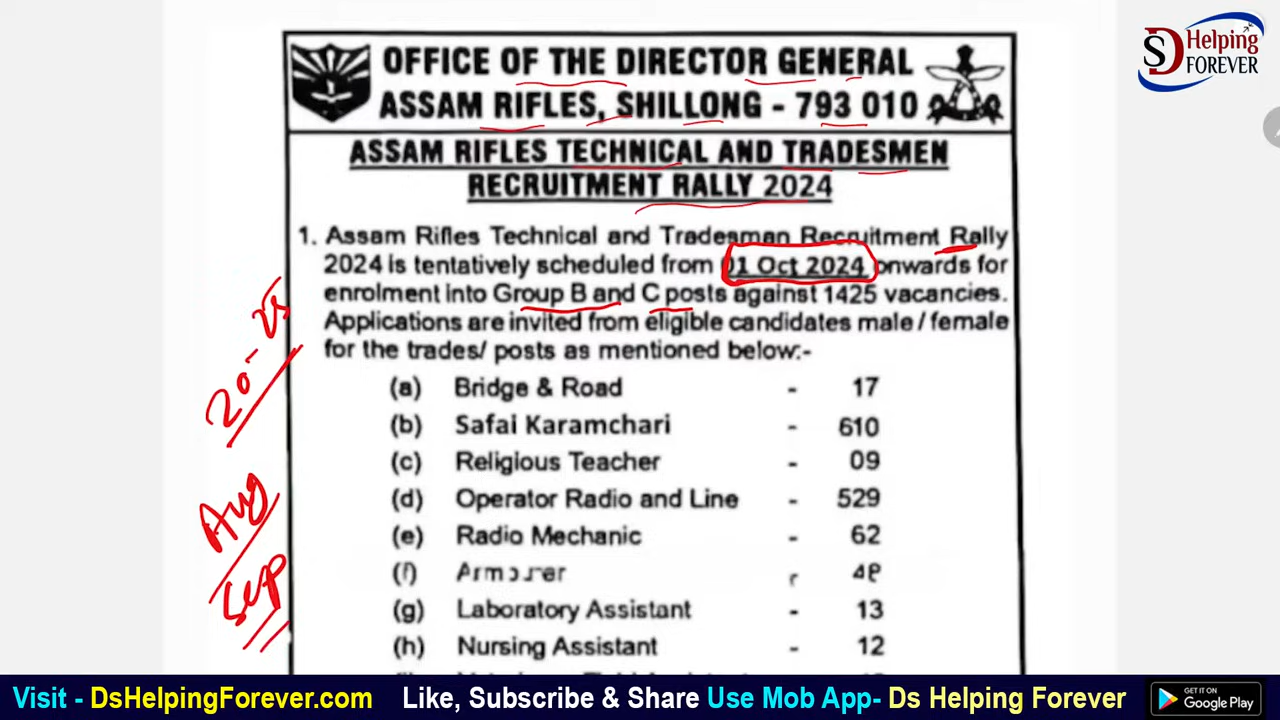 SD Helping
FOREVER
OFFICE OF THE DIRECTOR GENERAL
ASSAM RIFLES, SHILLONG - 793 010
ASSAM RIFLES TECHNICAL AND TRADESMEN
RECRUITMENT RALLY 2024
1. Assam Rifles Technical and Tradesman Recruitment Rally
2024 is tentatively scheduled from 01 Oct 2024 onwards for
enrolment into Group B and C posts against 1425 vacancies.
Applications are invited from eligible candidates male / female
for the trades/ posts as mentioned below:-
(a) Bridge & Road - 17
(b) Safai Karamchari - 610
(c) Religious Teacher - 09
(d) Operator Radio and Line - 529
(e) Radio Mechanic - 62
(f) Armourer
(g) Laboratory Assistant - 13
(h) Nursing Assistant - 12
20-25
Aug
Sep
Visit - DsHelpingForever.com Like, Subscribe & Share Use Mob App- Ds Helping Forever
GET IT ON
Google Play